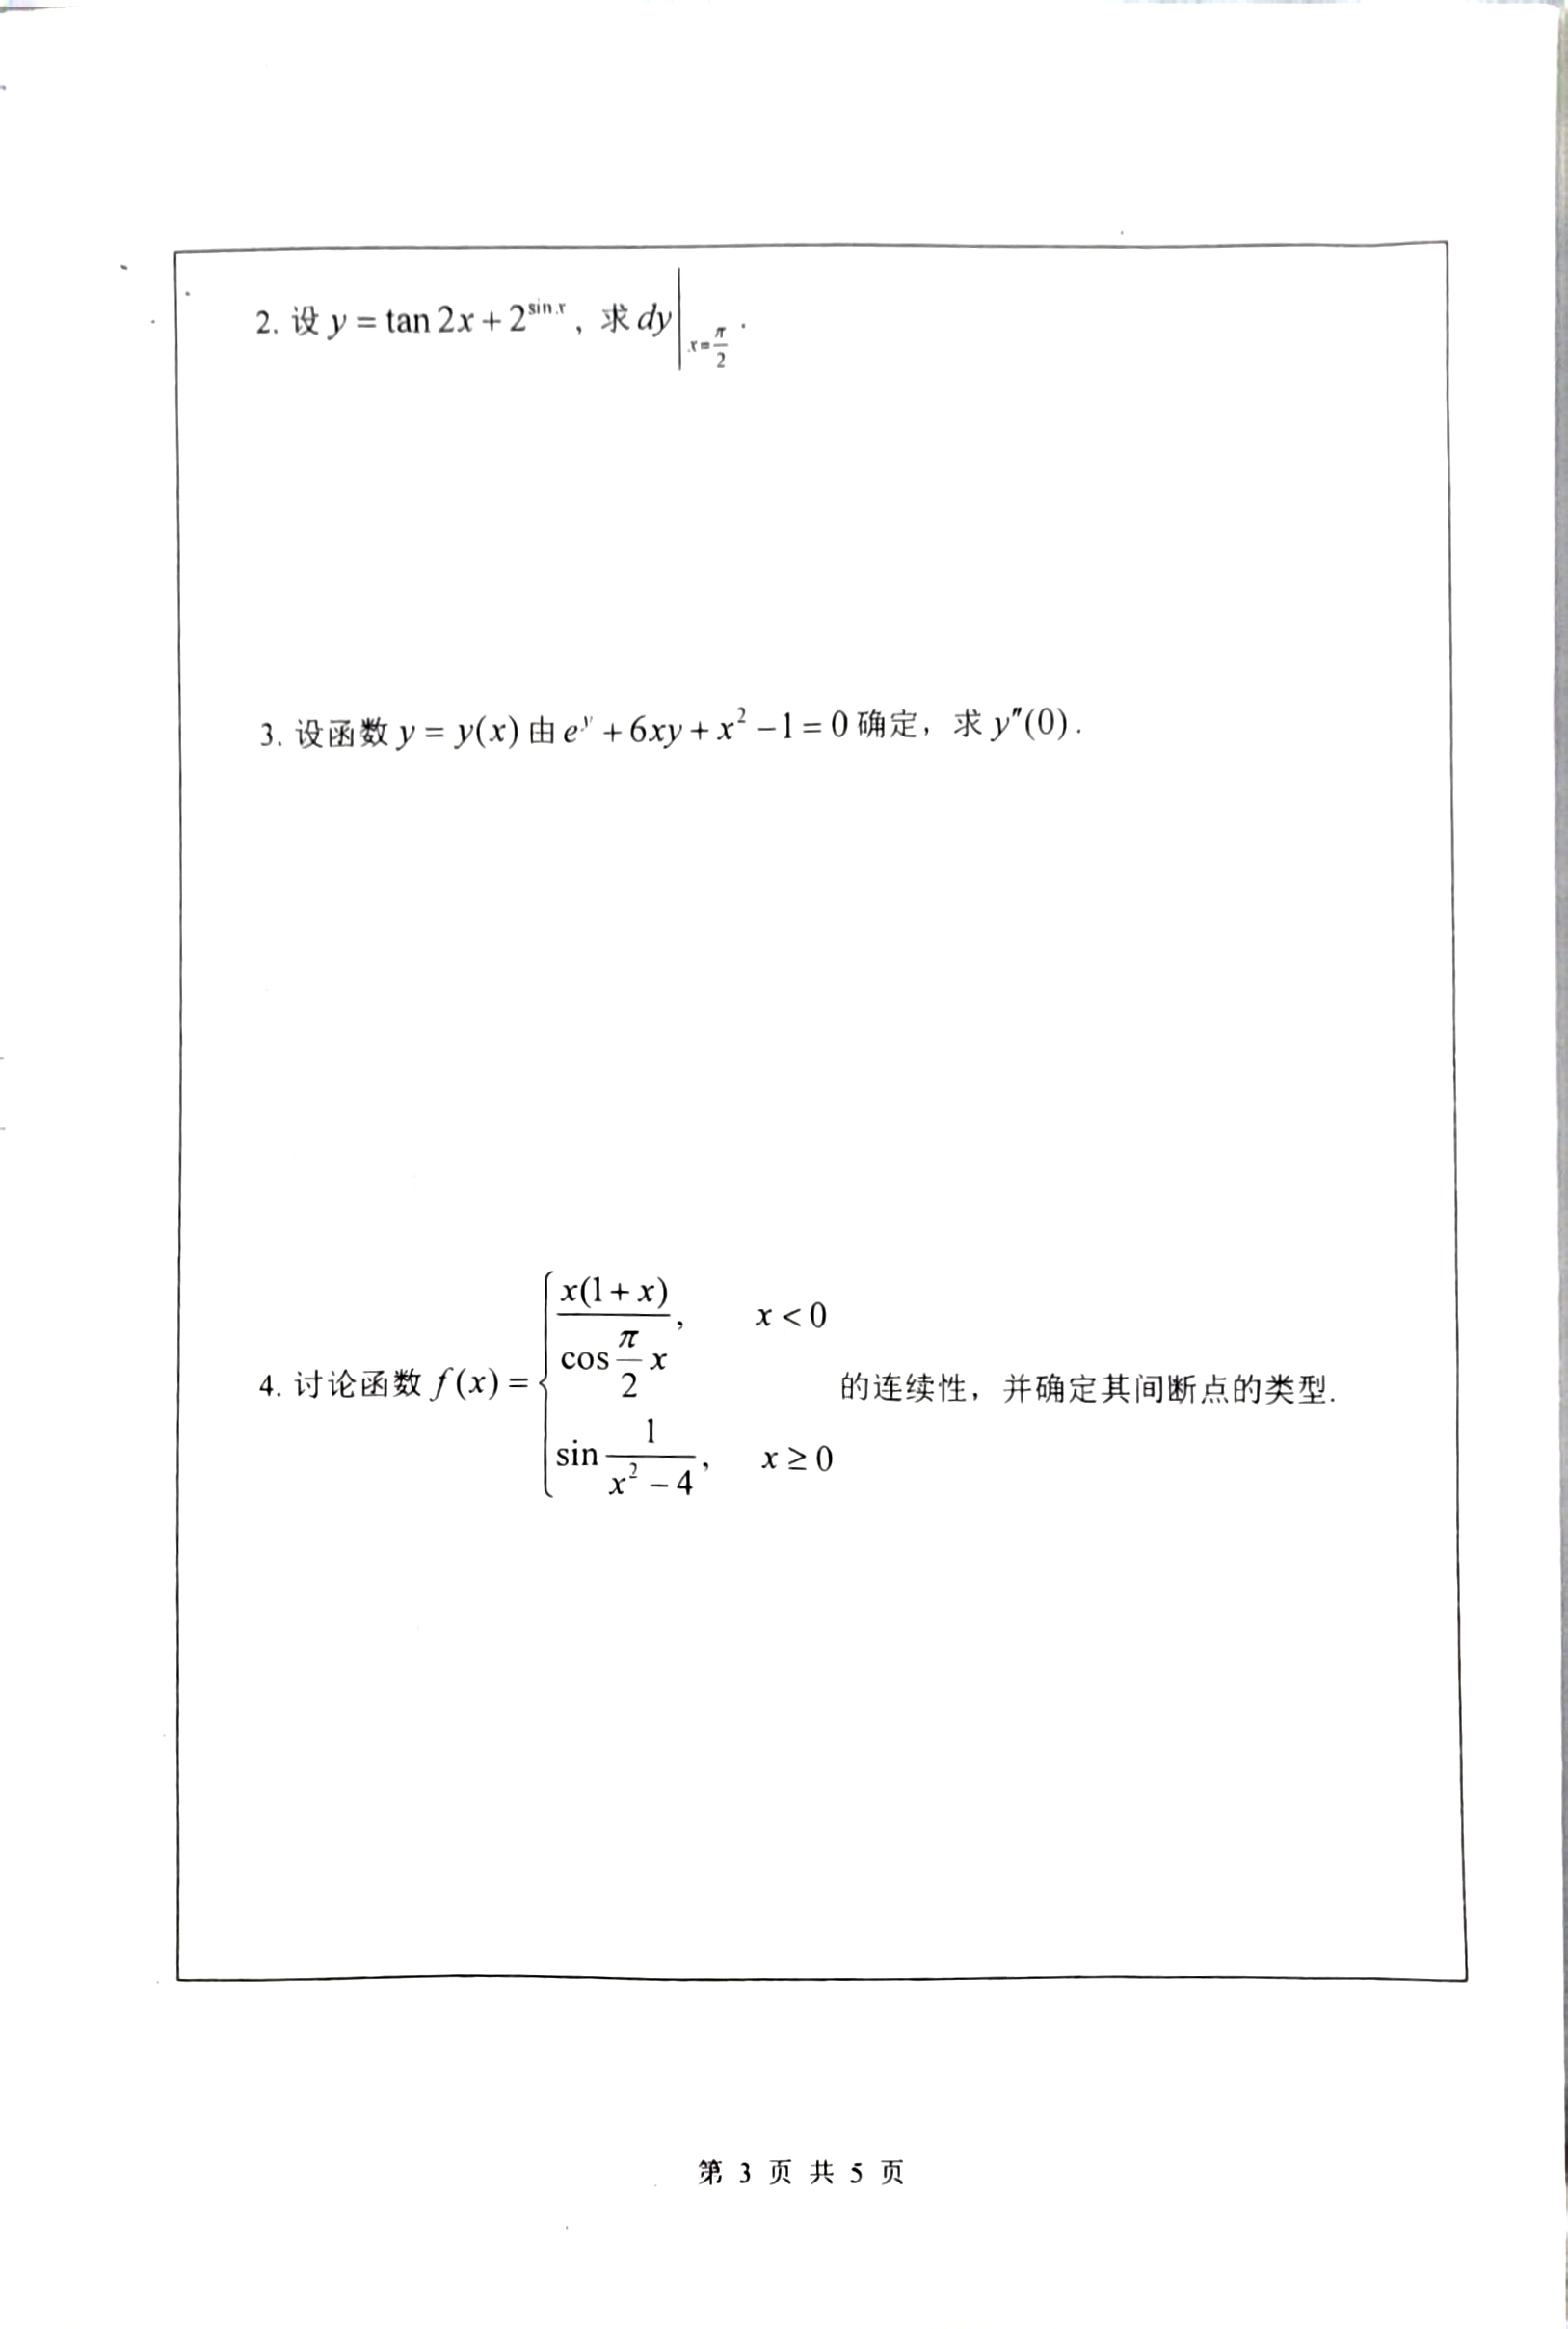 2. 设 y = tan 2x + 2^{sin x}，求 dy|_{x=π/2}.
3. 设函数 y = y(x) 由 e^y + 6xy + x² − 1 = 0 确定，求 y″(0).
4. 讨论函数 f(x) = { x(1+x) / cos(π/2)x , x < 0 ; sin 1/(x² − 4) , x ≥ 0 的连续性，并确定其间断点的类型.
第 3 页 共 5 页